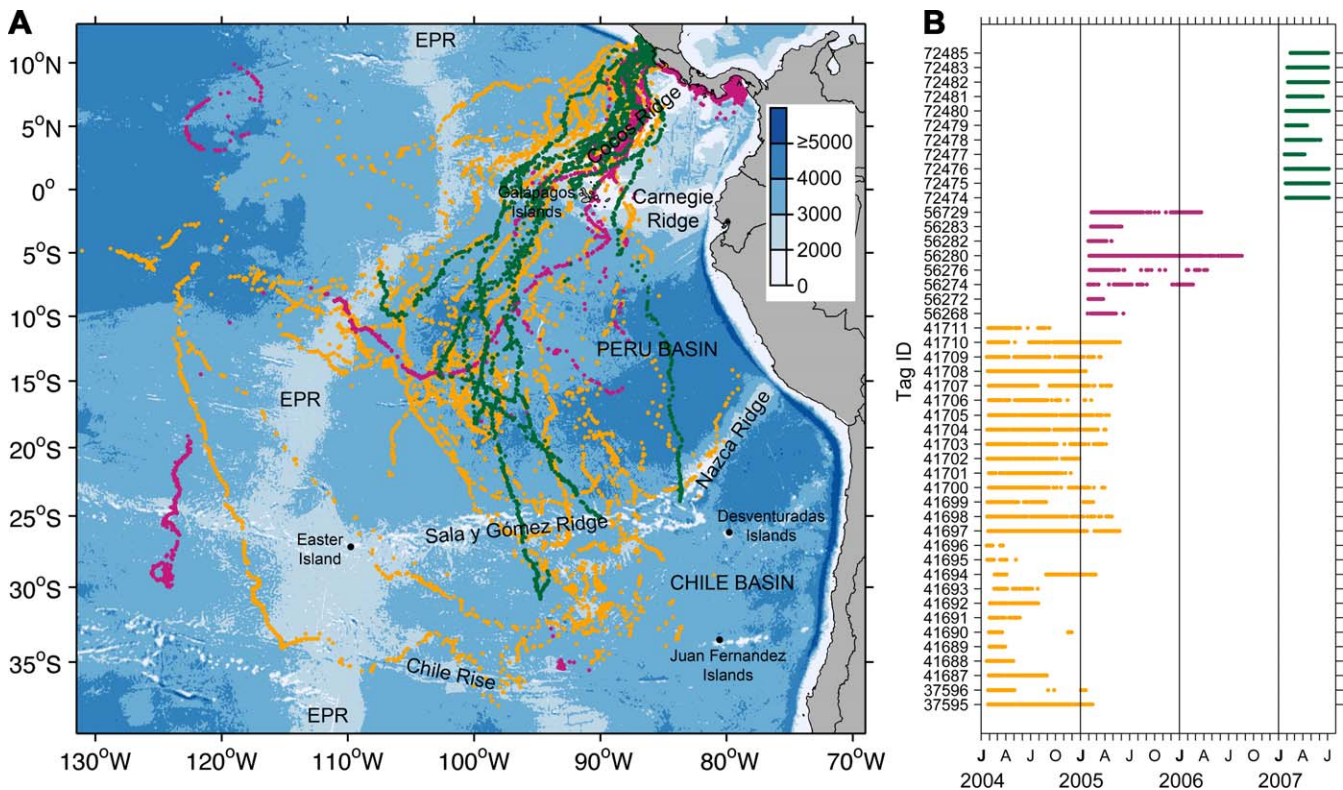 A
B
EPR
10°N
5°N
0°
5°S
10°S
15°S
20°S
25°S
30°S
35°S
Cocos Ridge
≥5000
4000
3000
2000
0
Galapagos
Islands
Carnegie
Ridge
PERU BASIN
EPR
Nazca Ridge
Sala y Gómez Ridge
Easter
Island
Desventuradas
Islands
CHILE BASIN
Juan Fernandez
Islands
Chile Rise
EPR
130°W 120°W 110°W 100°W 90°W 80°W 70°W
Tag ID
72485
72483
72482
72481
72480
72479
72478
72477
72476
72475
72474
56729
56283
56282
56280
56276
56274
56272
56268
41711
41710
41709
41708
41707
41706
41705
41704
41703
41702
41701
41700
41699
41698
41697
41696
41695
41694
41693
41692
41691
41690
41689
41688
41687
37596
37595
J A J O J A J O J A J O J A J
2004 2005 2006 2007